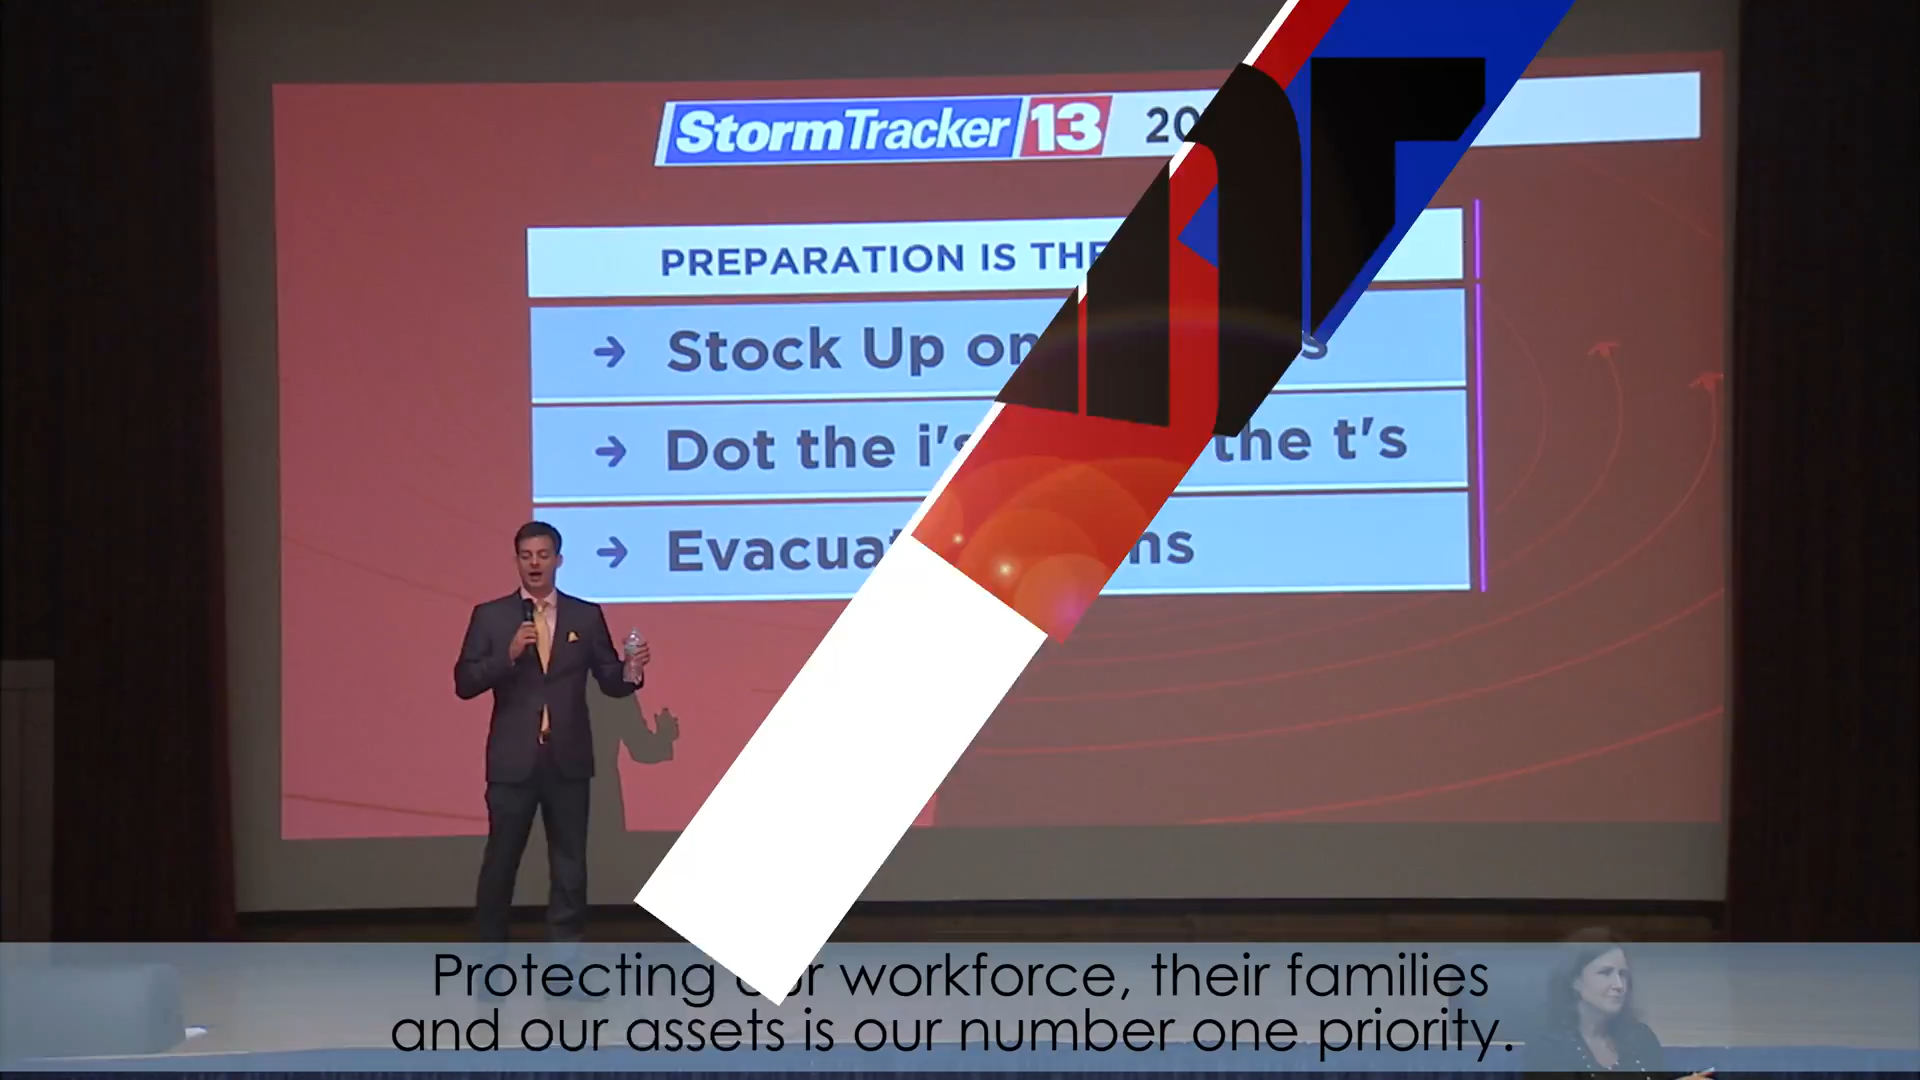 StormTracker 13 20
PREPARATION IS THE
Stock Up on
Dot the i's the t's
Evacua
Protecting our workforce, their families
and our assets is our number one priority.